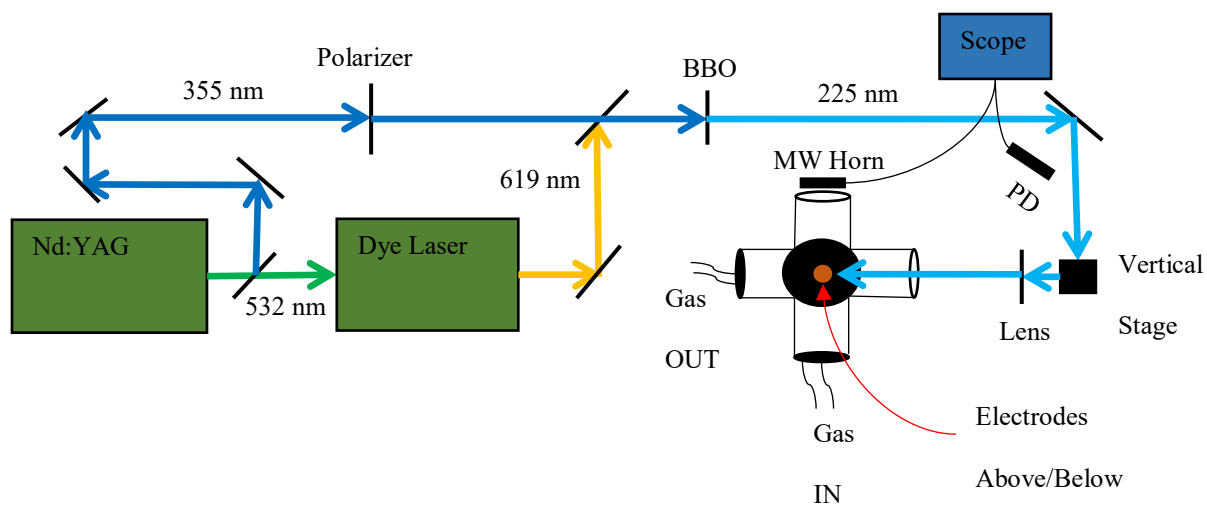 Scope
Polarizer
BBO
355 nm
225 nm
MW Horn
PD
619 nm
Nd:YAG
Dye Laser
532 nm
Gas
OUT
Lens
Vertical
Stage
Gas
IN
Electrodes
Above/Below